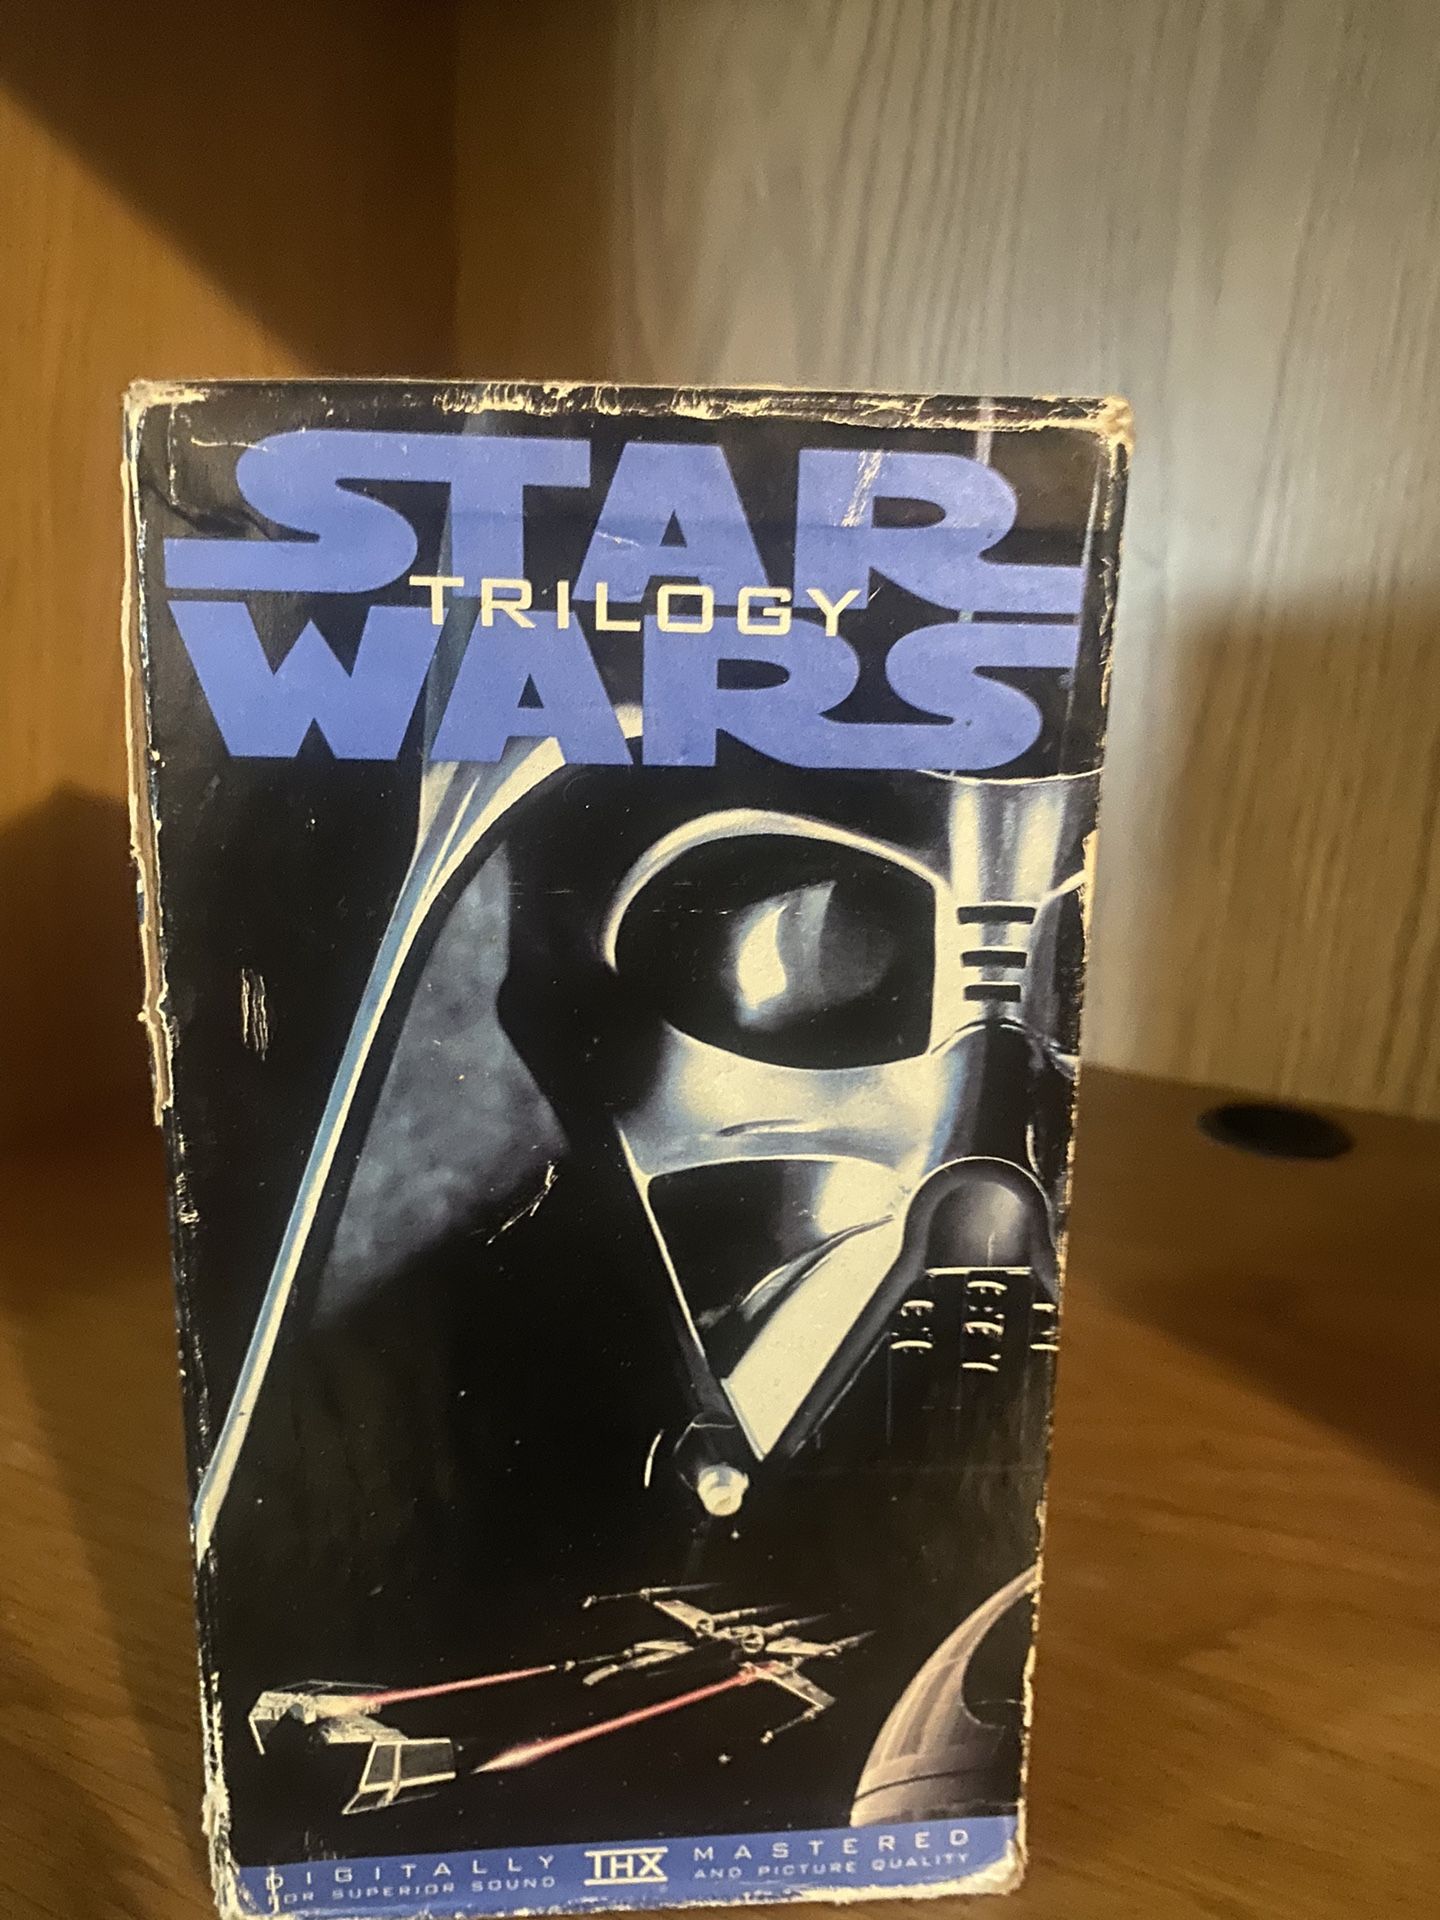 STAR
TRILOGY
WARS
DIGITALLY THX MASTERED
FOR SUPERIOR SOUND AND PICTURE QUALITY